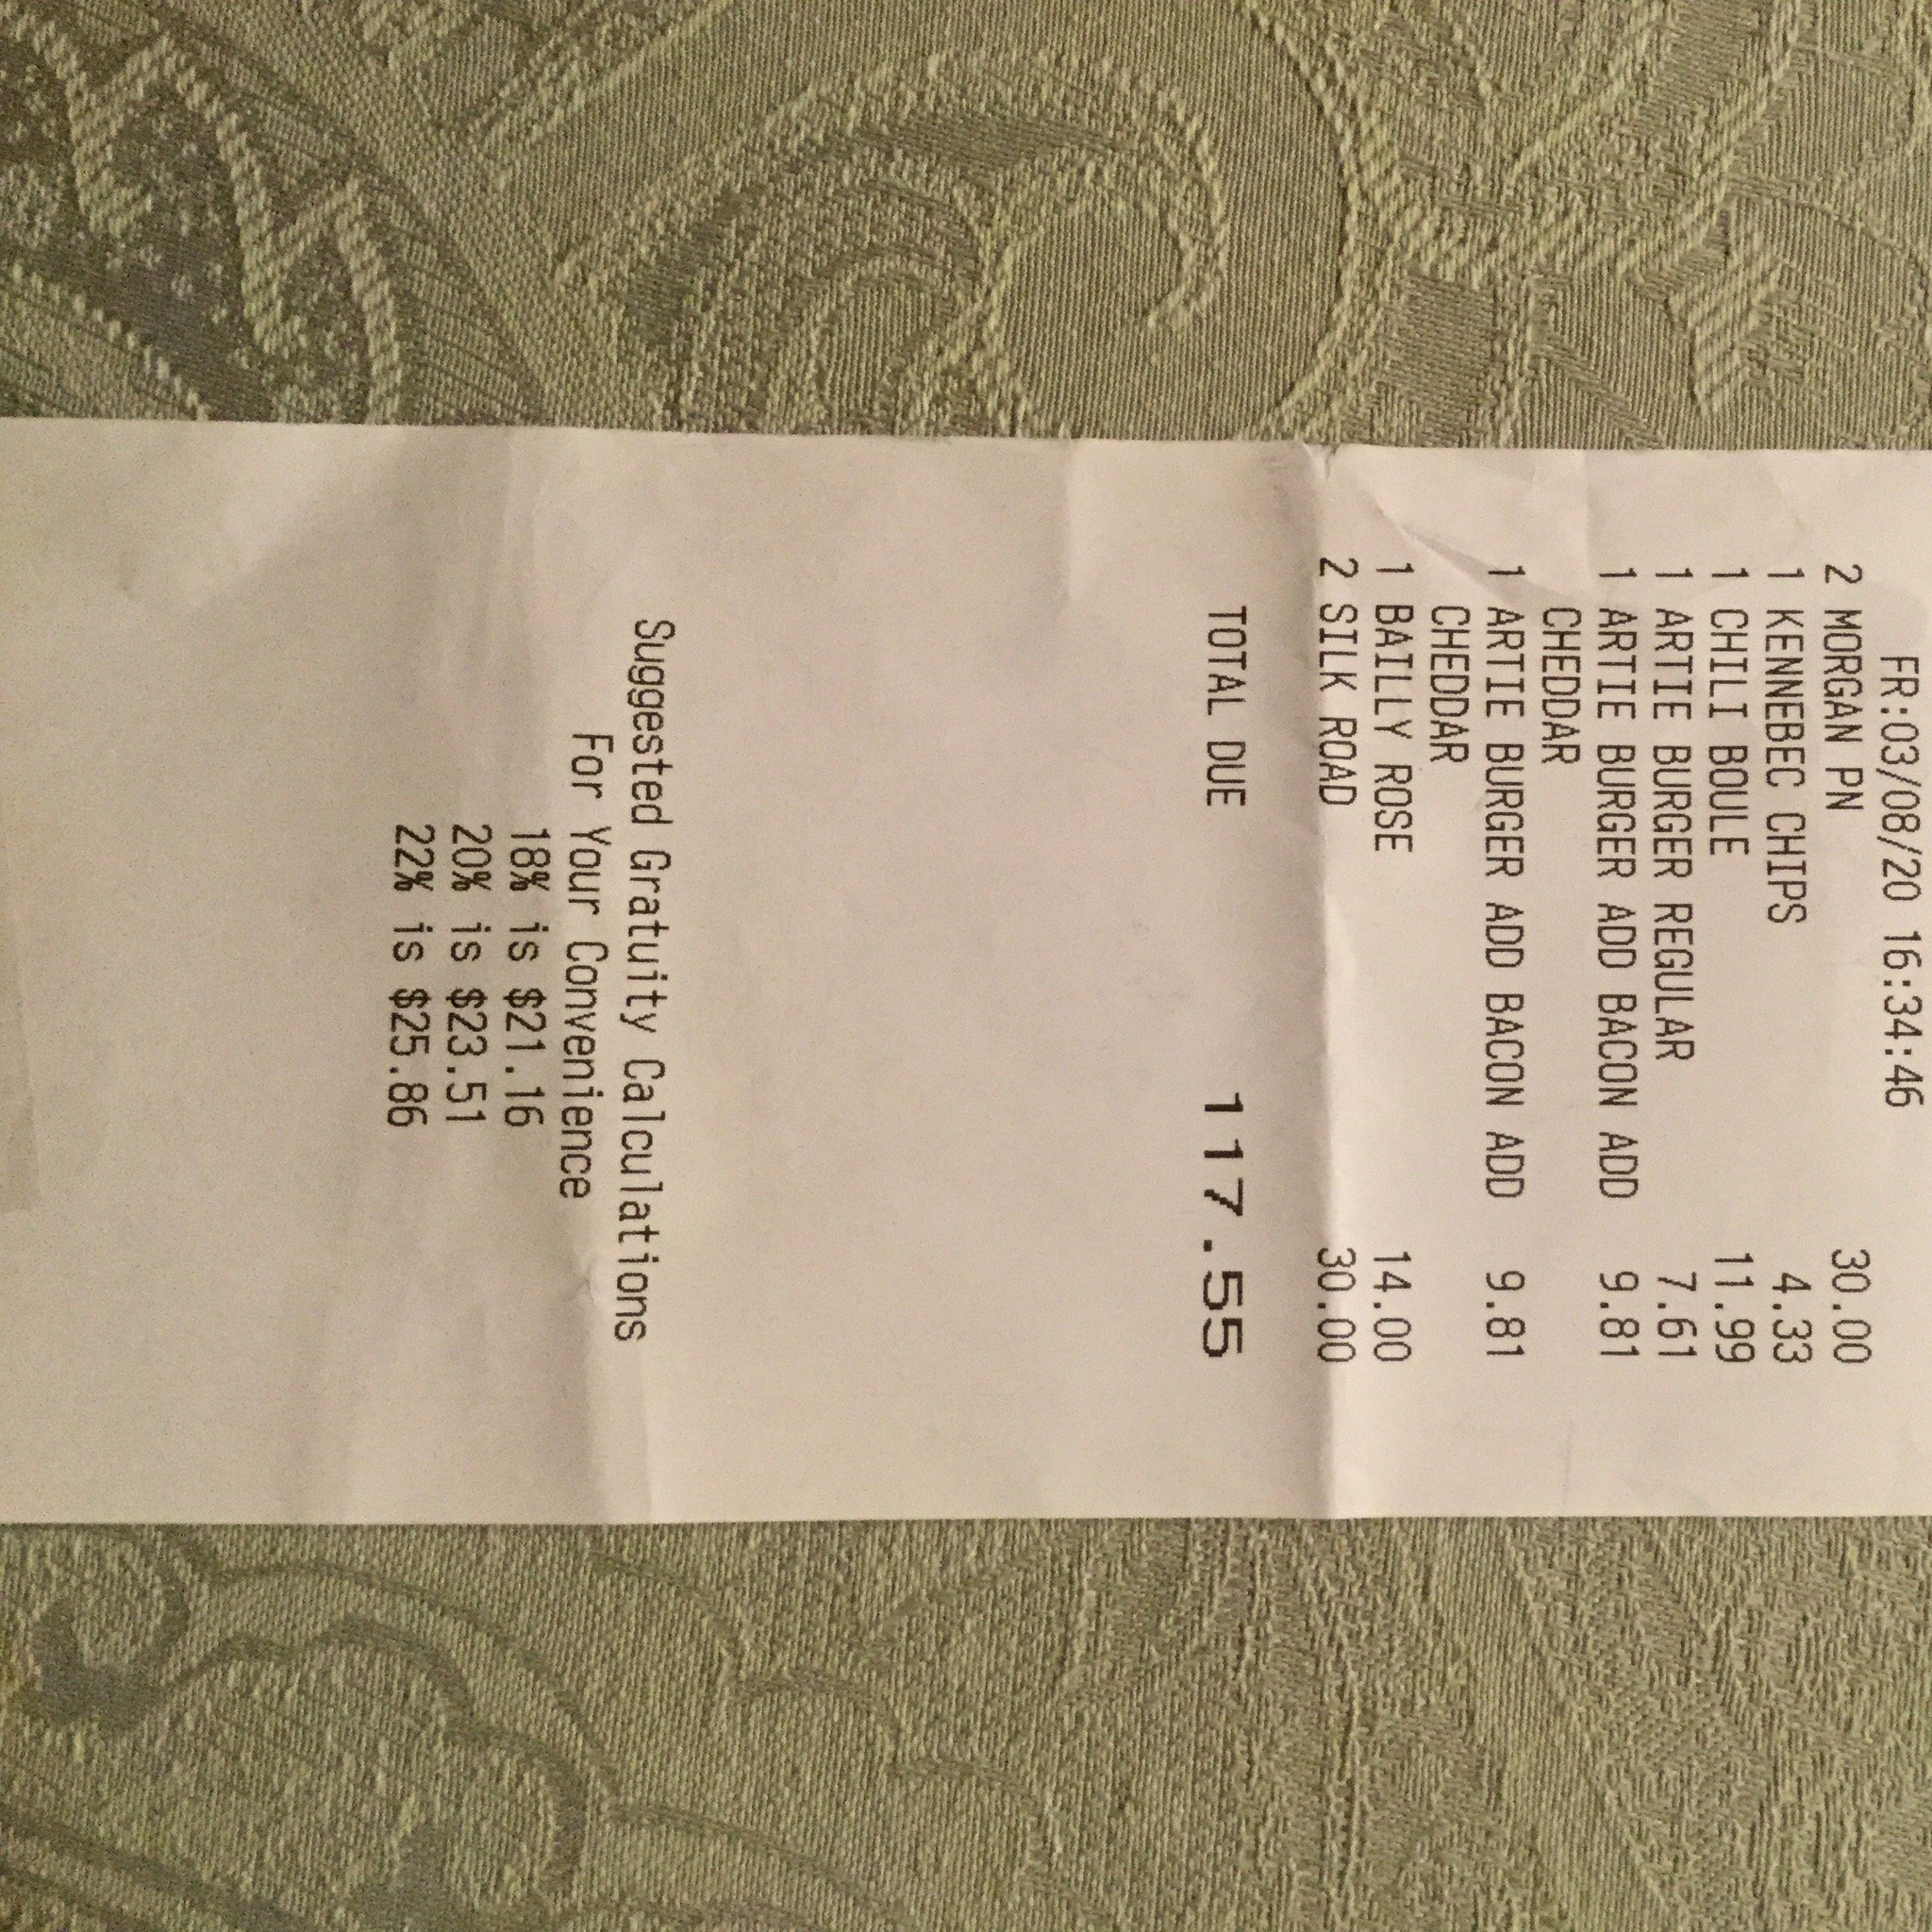 FR:03/08/20 16:34:46
2 MORGAN PN 30.00
1 KENNEBEC CHIPS 4.33
1 CHILI BOULE 11.99
1 ARTIE BURGER REGULAR 7.61
1 ARTIE BURGER ADD BACON ADD 9.81
CHEDDAR
1 ARTIE BURGER ADD BACON ADD 9.81
CHEDDAR
1 BAILLY ROSE 14.00
2 SILK ROAD 30.00
TOTAL DUE 117.55
Suggested Gratuity Calculations
For Your Convenience
18% is $21.16
20% is $23.51
22% is $25.86